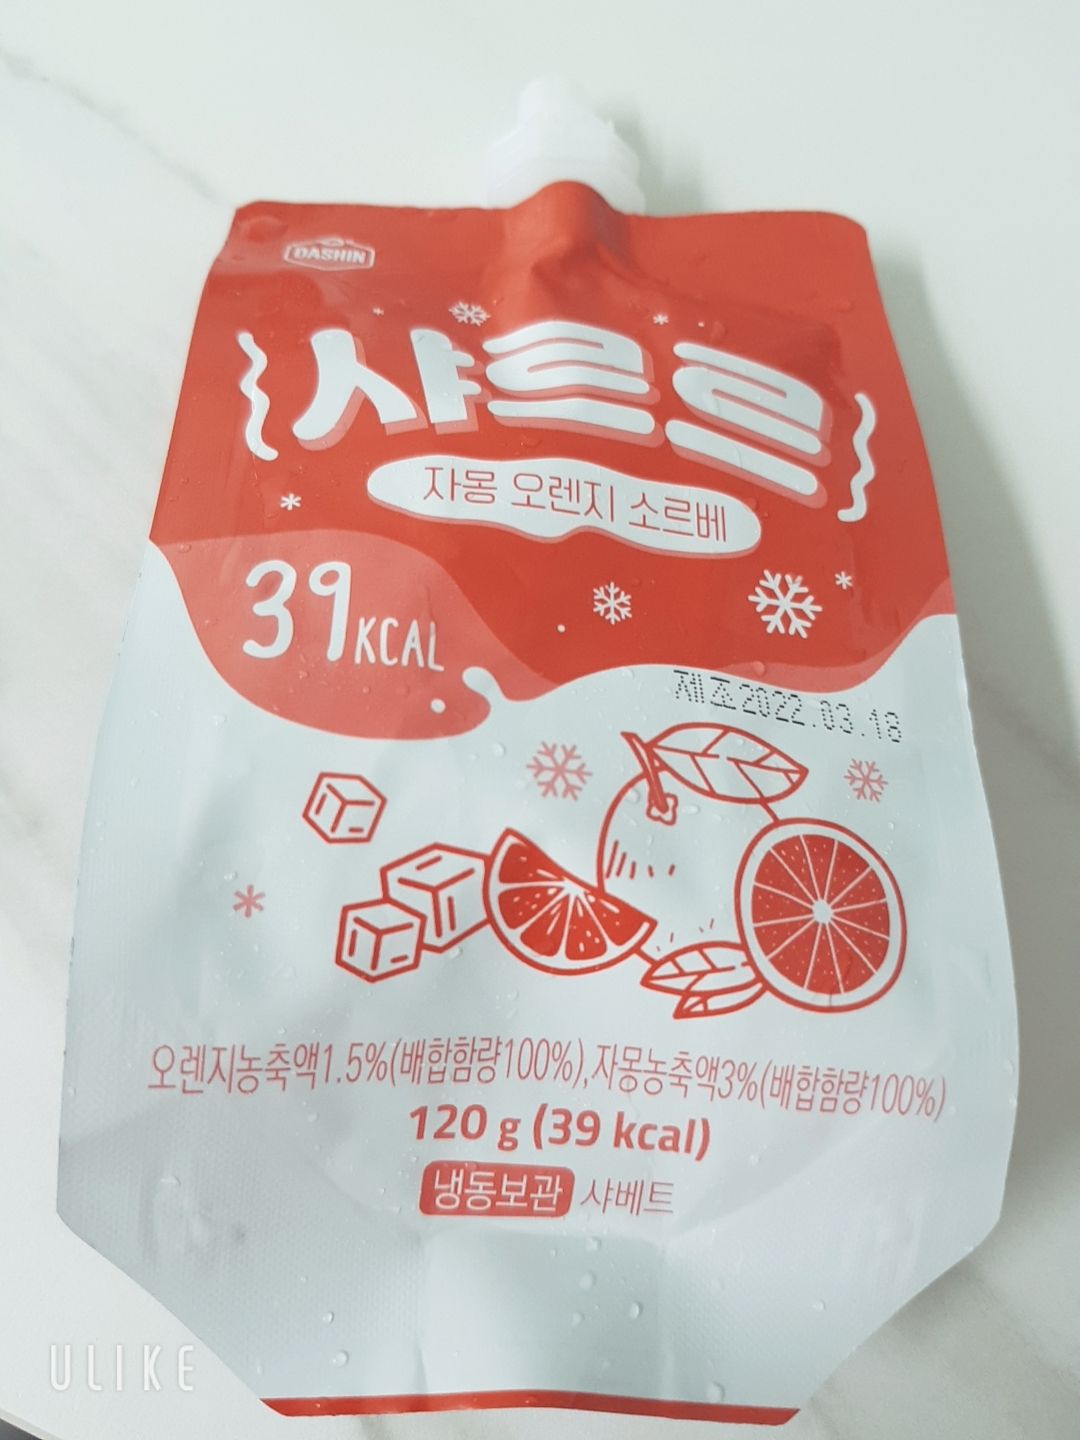 DASHIN
샤르르
자몽 오렌지 소르베
39KCAL
제조2022.03.18
오렌지농축액1.5%(배합함량100%),자몽농축액3%(배합함량100%)
120 g (39 kcal)
냉동보관 샤베트
ULIKE